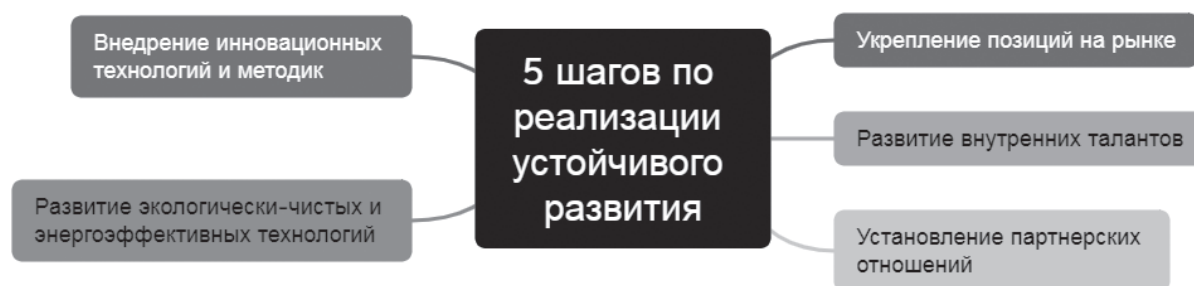 Внедрение инновационных
технологий и методик
Развитие экологически-чистых и
энергоэффективных технологий
5 шагов по
реализации
устойчивого
развития
Укрепление позиций на рынке
Развитие внутренних талантов
Установление партнерских
отношений